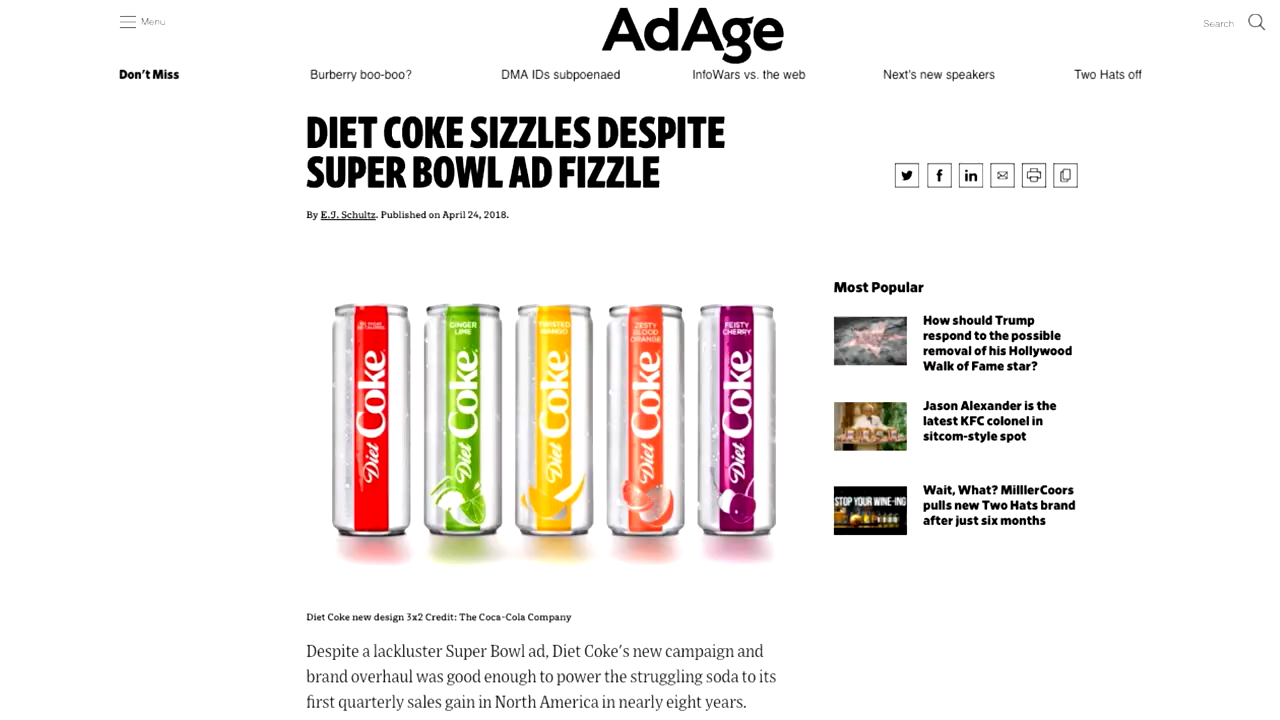 Menu
AdAge
Search
Don't Miss
Burberry boo-boo?
DMA IDs subpoenaed
InfoWars vs. the web
Next's new speakers
Two Hats off
DIET COKE SIZZLES DESPITE
SUPER BOWL AD FIZZLE
By E.J. Schultz. Published on April 24, 2018.
GINGER
LIME
TWISTED
MANGO
ZESTY
BLOOD
ORANGE
FEISTY
CHERRY
Diet Coke
Diet Coke
Diet Coke
Diet Coke
Diet Coke
Most Popular
How should Trump
respond to the possible
removal of his Hollywood
Walk of Fame star?
Jason Alexander is the
latest KFC colonel in
sitcom-style spot
STOP YOUR WINE-ING
Wait, What? MilllerCoors
pulls new Two Hats brand
after just six months
Diet Coke new design 3x2 Credit: The Coca-Cola Company
Despite a lackluster Super Bowl ad, Diet Coke's new campaign and
brand overhaul was good enough to power the struggling soda to its
first quarterly sales gain in North America in nearly eight years.